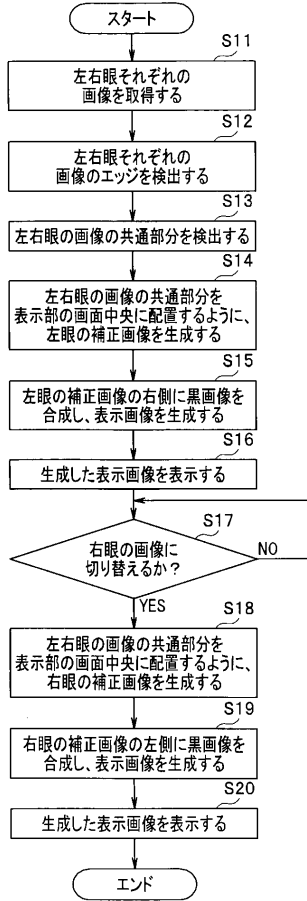 スタート
S11
左右眼それぞれの
画像を取得する
S12
左右眼それぞれの
画像のエッジを検出する
S13
左右眼の画像の共通部分を検出する
S14
左右眼の画像の共通部分を
表示部の画面中央に配置するように、
左眼の補正画像を生成する
S15
左眼の補正画像の右側に黒画像を
合成し、表示画像を生成する
S16
生成した表示画像を表示する
S17
右眼の画像に
切り替えるか?
NO
YES
S18
左右眼の画像の共通部分を
表示部の画面中央に配置するように、
右眼の補正画像を生成する
S19
右眼の補正画像の左側に黒画像を
合成し、表示画像を生成する
S20
生成した表示画像を表示する
エンド